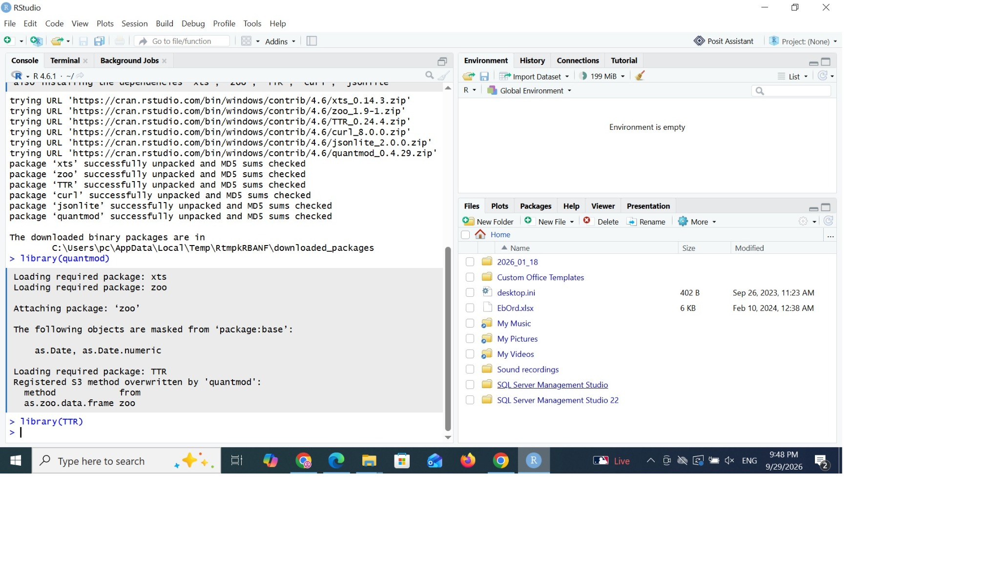 RStudio
File Edit Code View Plots Session Build Debug Profile Tools Help
Go to file/function Addins Posit Assistant Project: (None)
Console Terminal Background Jobs
R 4.6.1 · ~/
also installing the dependencies ‘xts’, ‘zoo’, ‘TTR’, ‘curl’, ‘jsonlite’
trying URL 'https://cran.rstudio.com/bin/windows/contrib/4.6/xts_0.14.3.zip'
trying URL 'https://cran.rstudio.com/bin/windows/contrib/4.6/zoo_1.9-1.zip'
trying URL 'https://cran.rstudio.com/bin/windows/contrib/4.6/TTR_0.24.4.zip'
trying URL 'https://cran.rstudio.com/bin/windows/contrib/4.6/curl_8.0.0.zip'
trying URL 'https://cran.rstudio.com/bin/windows/contrib/4.6/jsonlite_2.0.0.zip'
trying URL 'https://cran.rstudio.com/bin/windows/contrib/4.6/quantmod_0.4.29.zip'
package ‘xts’ successfully unpacked and MD5 sums checked
package ‘zoo’ successfully unpacked and MD5 sums checked
package ‘TTR’ successfully unpacked and MD5 sums checked
package ‘curl’ successfully unpacked and MD5 sums checked
package ‘jsonlite’ successfully unpacked and MD5 sums checked
package ‘quantmod’ successfully unpacked and MD5 sums checked
The downloaded binary packages are in
C:\Users\pc\AppData\Local\Temp\RtmpkRBANF\downloaded_packages
> library(quantmod)
Loading required package: xts
Loading required package: zoo
Attaching package: ‘zoo’
The following objects are masked from ‘package:base’:
as.Date, as.Date.numeric
Loading required package: TTR
Registered S3 method overwritten by 'quantmod':
method from
as.zoo.data.frame zoo
> library(TTR)
>
Environment History Connections Tutorial
Import Dataset 199 MiB List
R Global Environment
Environment is empty
Files Plots Packages Help Viewer Presentation
New Folder New File Delete Rename More
Home ...
Name Size Modified
2026_01_18
Custom Office Templates
desktop.ini 402 B Sep 26, 2023, 11:23 AM
EbOrd.xlsx 6 KB Feb 10, 2024, 12:38 AM
My Music
My Pictures
My Videos
Sound recordings
SQL Server Management Studio
SQL Server Management Studio 22
Type here to search
R
Live
ENG
9:48 PM
9/29/2026
2